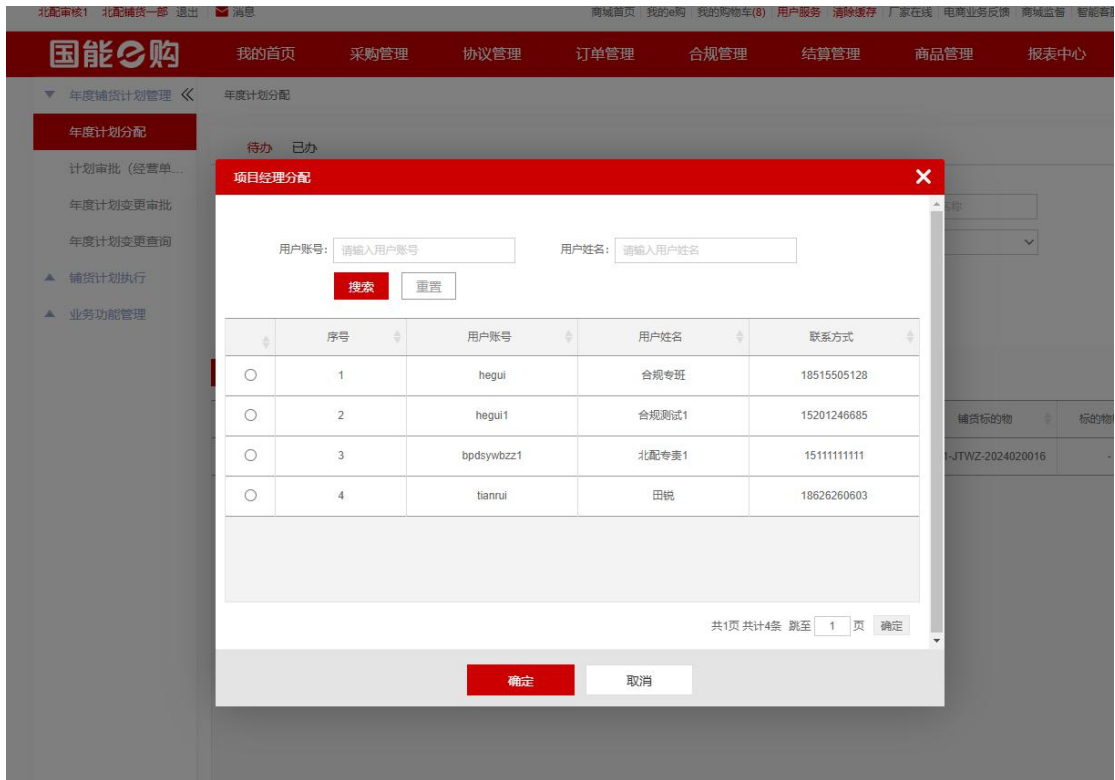 北配审核1 北配铺货一部 退出 消息 商城首页 我的e购 我的购物车(8) 用户服务 清除缓存 厂家在线 电商业务反馈 商城监督 智能客服
国能e购 我的首页 采购管理 协议管理 订单管理 合规管理 结算管理 商品管理 报表中心
年度铺货计划管理 年度计划分配
年度计划分配
待办 已办
计划审批（经营单...
项目经理分配
年度计划变更审批
名称
年度计划变更查询
用户账号: 请输入用户账号 用户姓名: 请输入用户姓名
铺货计划执行
搜索 重置
业务功能管理
序号 用户账号 用户姓名 联系方式
1 hegui 合规专班 18515505128
2 hegui1 合规测试1 15201246685
铺货标的物 标的物
3 bpdsywbzz1 北配专责1 15111111111
1-JTWZ-2024020016 -
4 tianrui 田锐 18626260603
共1页 共计4条 跳至 1 页 确定
确定 取消